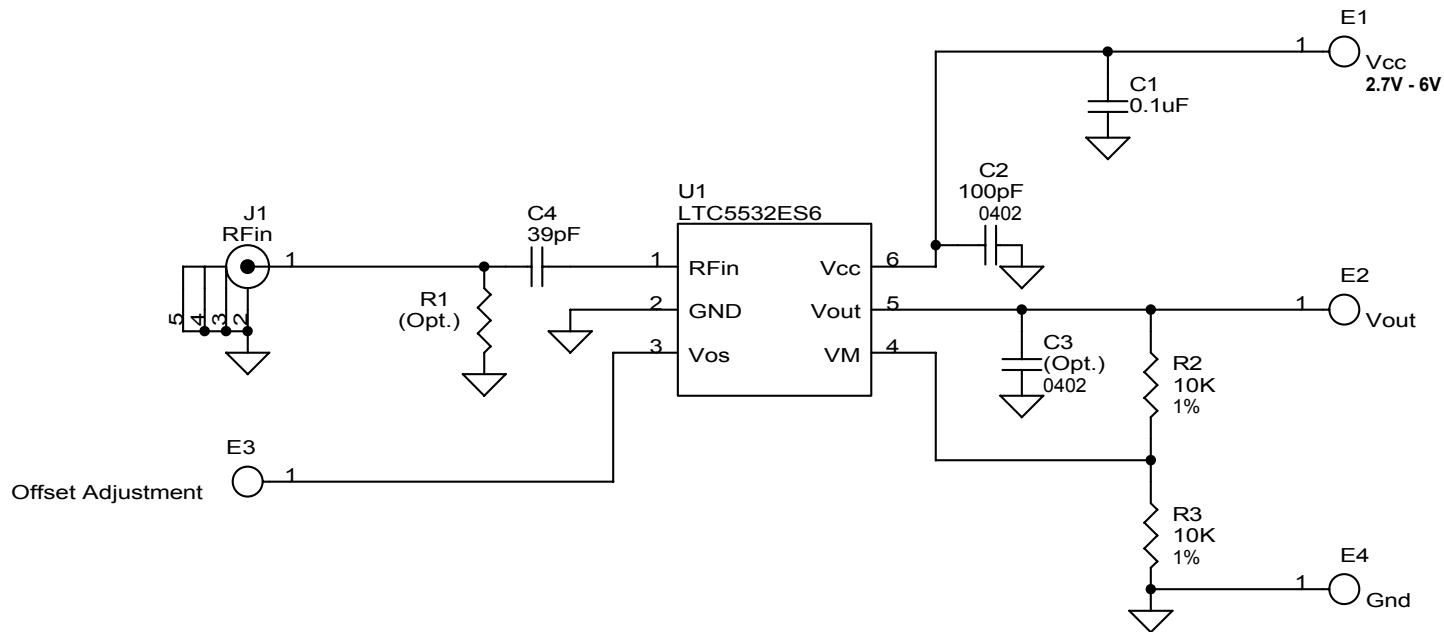 E1
1
Vcc
2.7V - 6V
C1
0.1uF
C2
100pF
0402
U1
LTC5532ES6
J1
RFin
1
C4
39pF
1
RFin
Vcc
6
5
4
3
2
R1
(Opt.)
2
GND
Vout
5
E2
1
Vout
3
Vos
VM
4
C3
(Opt.)
0402
R2
10K
1%
E3
1
Offset Adjustment
R3
10K
1%
E4
1
Gnd